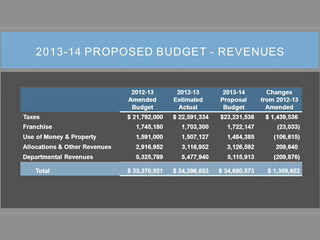 2013-14 PROPOSED BUDGET - REVENUES
2012-13 Amended Budget 2012-13 Estimated Actual 2013-14 Proposal Budget Changes from 2012-13 Amended
Taxes $ 21,792,000 $ 22,591,334 $23,231,536 $ 1,439,536
Franchise 1,745,180 1,703,300 1,722,147 (23,033)
Use of Money & Property 1,591,000 1,507,127 1,484,385 (106,615)
Allocations & Other Revenues 2,916,952 3,116,952 3,126,592 209,640
Departmental Revenues 5,325,789 5,477,940 5,115,913 (209,876)
Total $ 33,370,921 $ 34,396,653 $ 34,680,573 $ 1,309,652